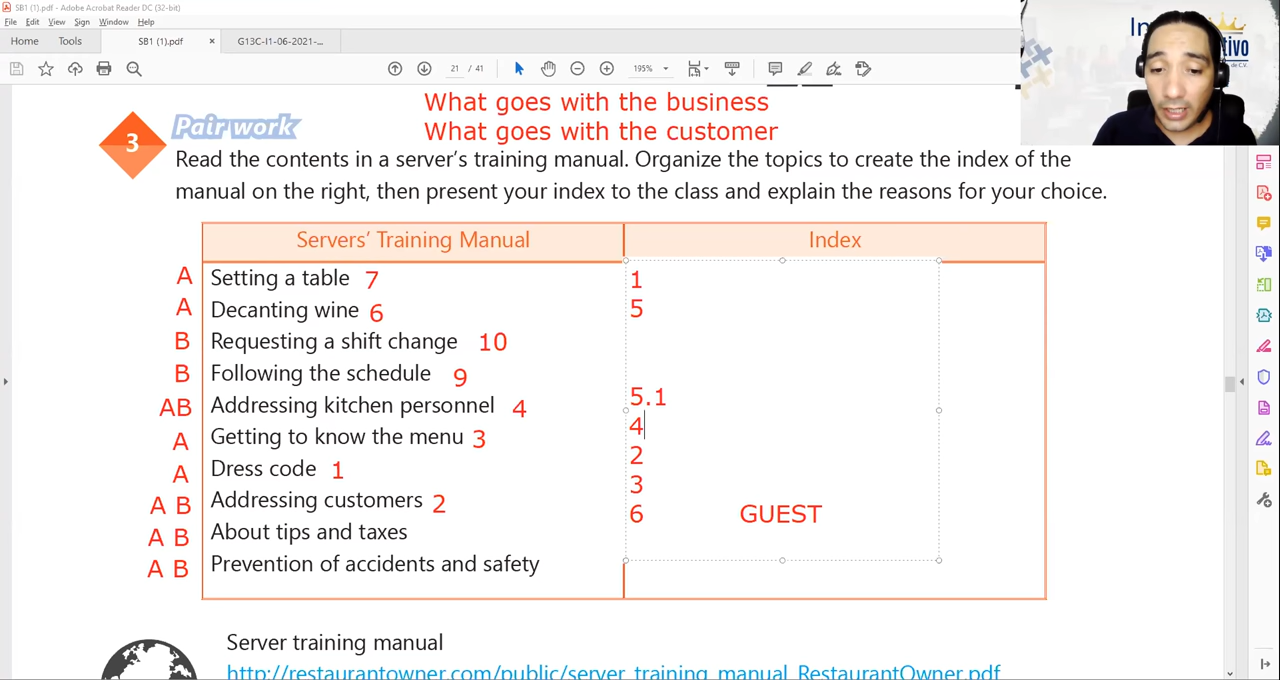 SB1 (1).pdf - Adobe Acrobat Reader DC (32-bit)
File Edit View Sign Window Help
Home Tools SB1 (1).pdf × G13C-I1-06-2021-...
21 / 41 195%
What goes with the business
What goes with the customer
3 Pair work
Read the contents in a server's training manual. Organize the topics to create the index of the
manual on the right, then present your index to the class and explain the reasons for your choice.
Servers' Training Manual Index
A Setting a table 7 1
A Decanting wine 6 5
B Requesting a shift change 10
B Following the schedule 9
AB Addressing kitchen personnel 4 5.1
A Getting to know the menu 3 4
A Dress code 1 2
A B Addressing customers 2 3
A B About tips and taxes 6 GUEST
A B Prevention of accidents and safety
Server training manual
http://restaurantowner.com/public/server_training_manual_RestaurantOwner.pdf